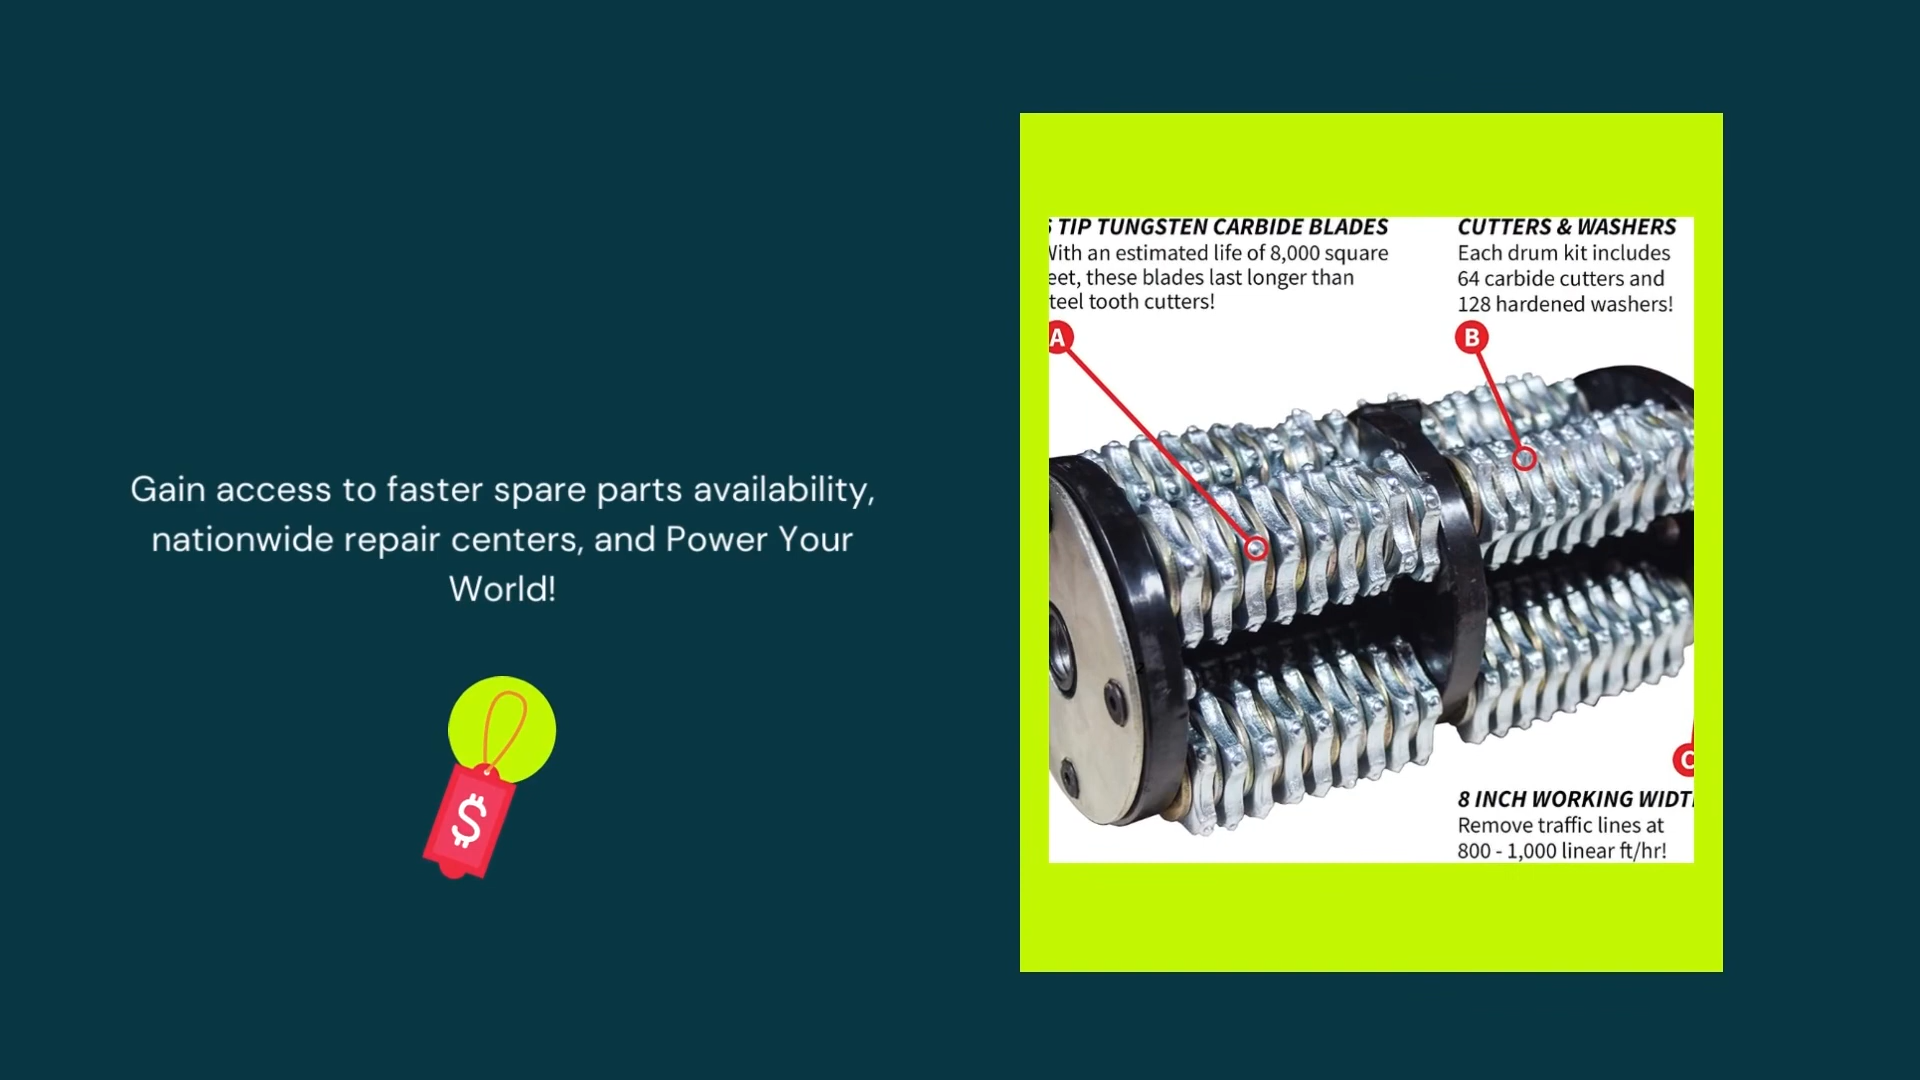 Gain access to faster spare parts availability,
nationwide repair centers, and Power Your
World!
$
TIP TUNGSTEN CARBIDE BLADES
With an estimated life of 8,000 square
eet, these blades last longer than
teel tooth cutters!
A
CUTTERS & WASHERS
Each drum kit includes
64 carbide cutters and
128 hardened washers!
B
C
8 INCH WORKING WIDT
Remove traffic lines at
800 - 1,000 linear ft/hr!